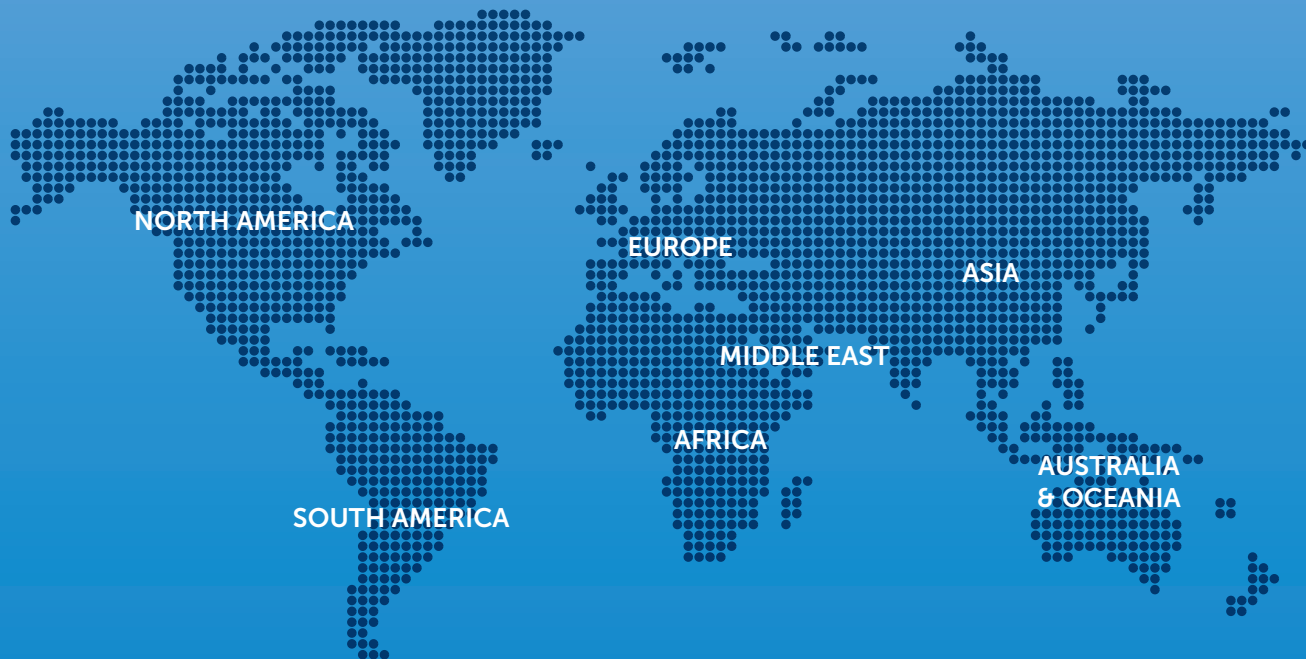 NORTH AMERICA
EUROPE
ASIA
MIDDLE EAST
AFRICA
AUSTRALIA
& OCEANIA
SOUTH AMERICA